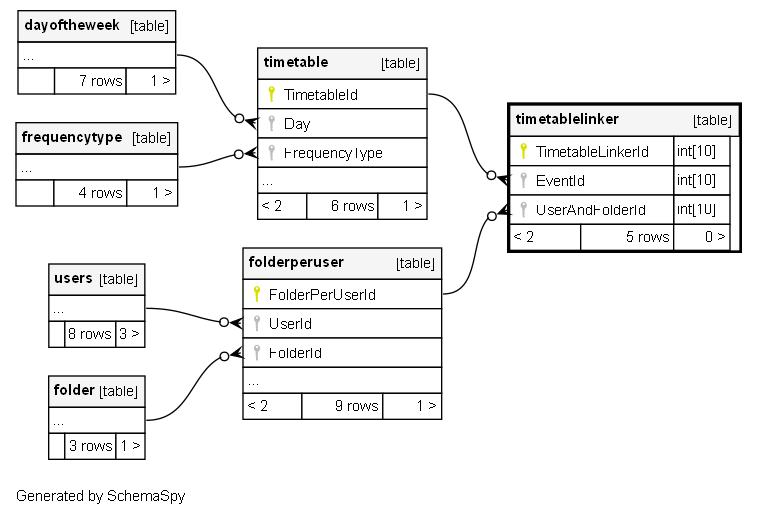 dayoftheweek [table]
...
7 rows 1 >
frequencytype [table]
...
4 rows 1 >
timetable [table]
TimetableId
Day
FrequencyType
...
< 2 6 rows 1 >
timetablelinker [table]
TimetableLinkerId int[10]
EventId int[10]
UserAndFolderId int[10]
< 2 5 rows 0 >
users [table]
...
8 rows 3 >
folder [table]
...
3 rows 1 >
folderperuser [table]
FolderPerUserId
UserId
FolderId
...
< 2 9 rows 1 >
Generated by SchemaSpy